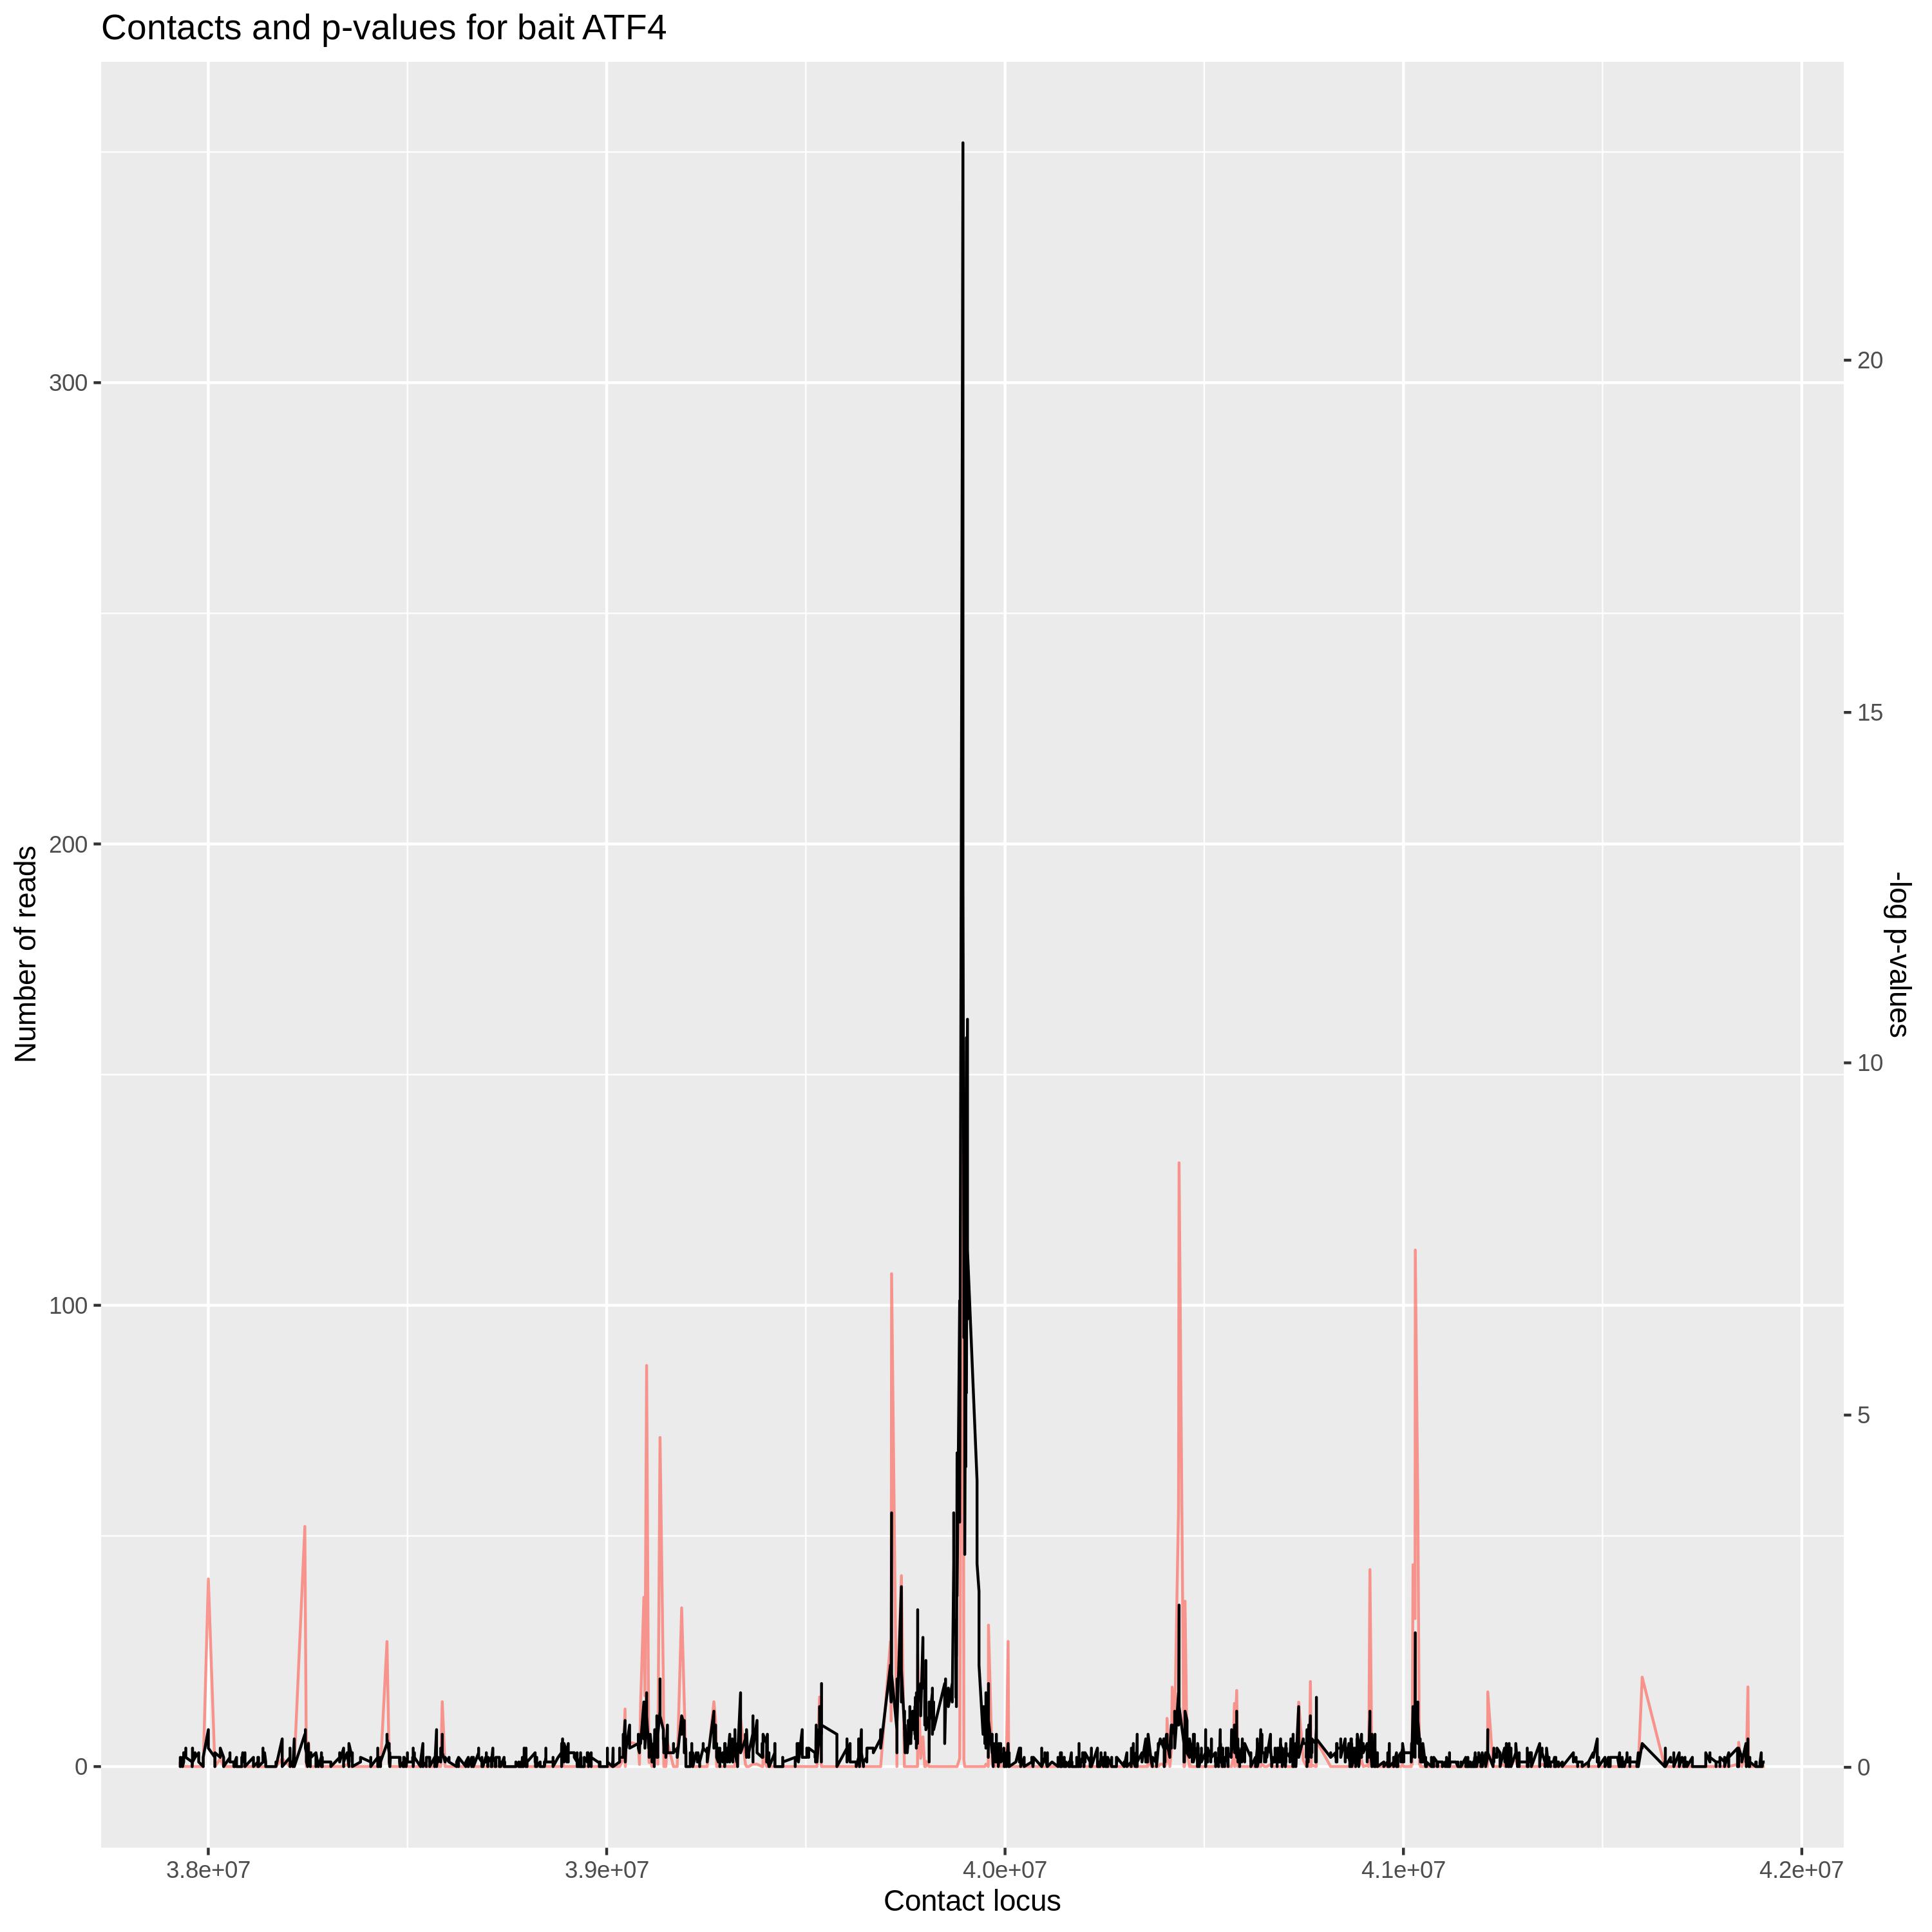 Contacts and p-values for bait ATF4
300
200
100
0
20
15
10
5
0
Number of reads
-log p-values
3.8e+07
3.9e+07
4.0e+07
4.1e+07
4.2e+07
Contact locus